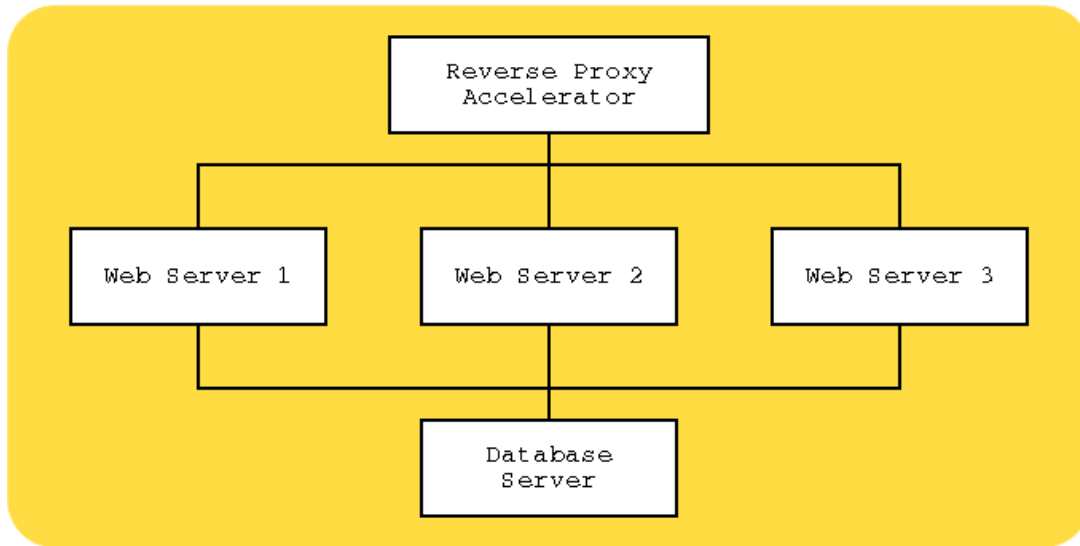 Reverse Proxy
Accelerator
Web Server 1
Web Server 2
Web Server 3
Database
Server